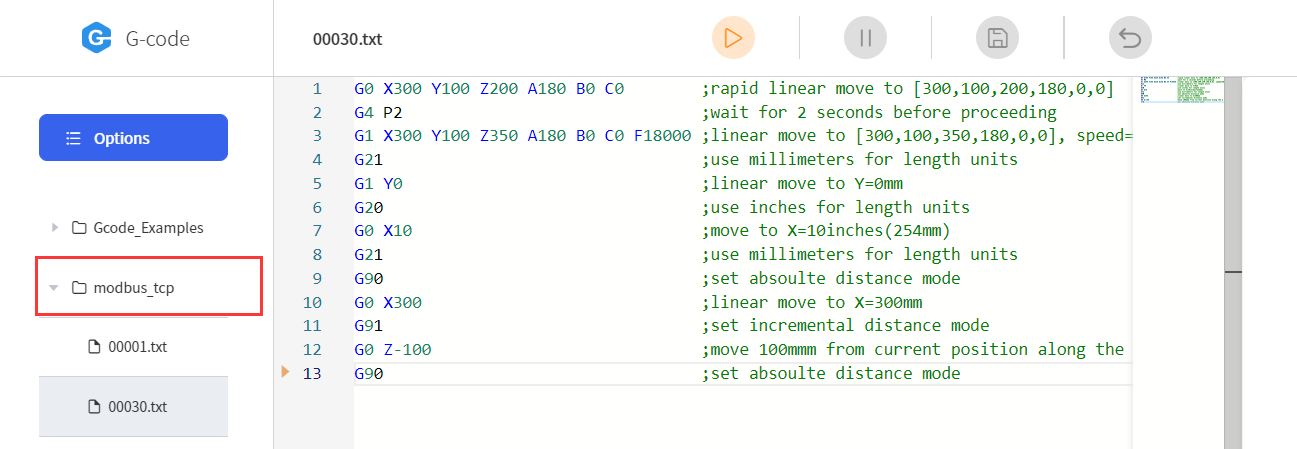 G G-code
00030.txt
Options
Gcode_Examples
modbus_tcp
00001.txt
00030.txt
1 G0 X300 Y100 Z200 A180 B0 C0 ;rapid linear move to [300,100,200,180,0,0]
2 G4 P2 ;wait for 2 seconds before proceeding
3 G1 X300 Y100 Z350 A180 B0 C0 F18000 ;linear move to [300,100,350,180,0,0], speed=
4 G21 ;use millimeters for length units
5 G1 Y0 ;linear move to Y=0mm
6 G20 ;use inches for length units
7 G0 X10 ;move to X=10inches(254mm)
8 G21 ;use millimeters for length units
9 G90 ;set absoulte distance mode
10 G0 X300 ;linear move to X=300mm
11 G91 ;set incremental distance mode
12 G0 Z-100 ;move 100mmm from current position along the
13 G90 ;set absoulte distance mode